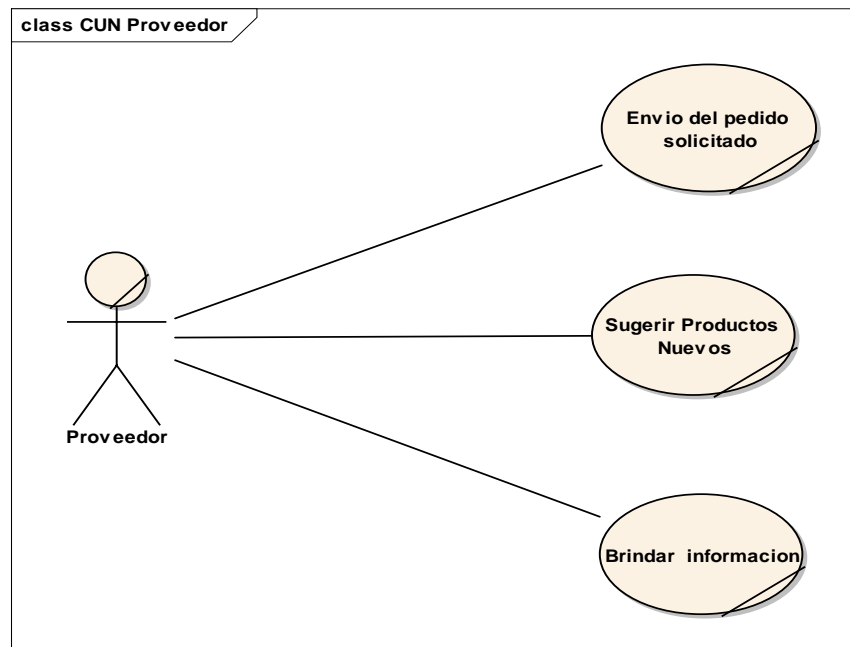 class CUN Proveedor
Envio del pedido
solicitado
Sugerir Productos
Nuevos
Proveedor
Brindar informacion